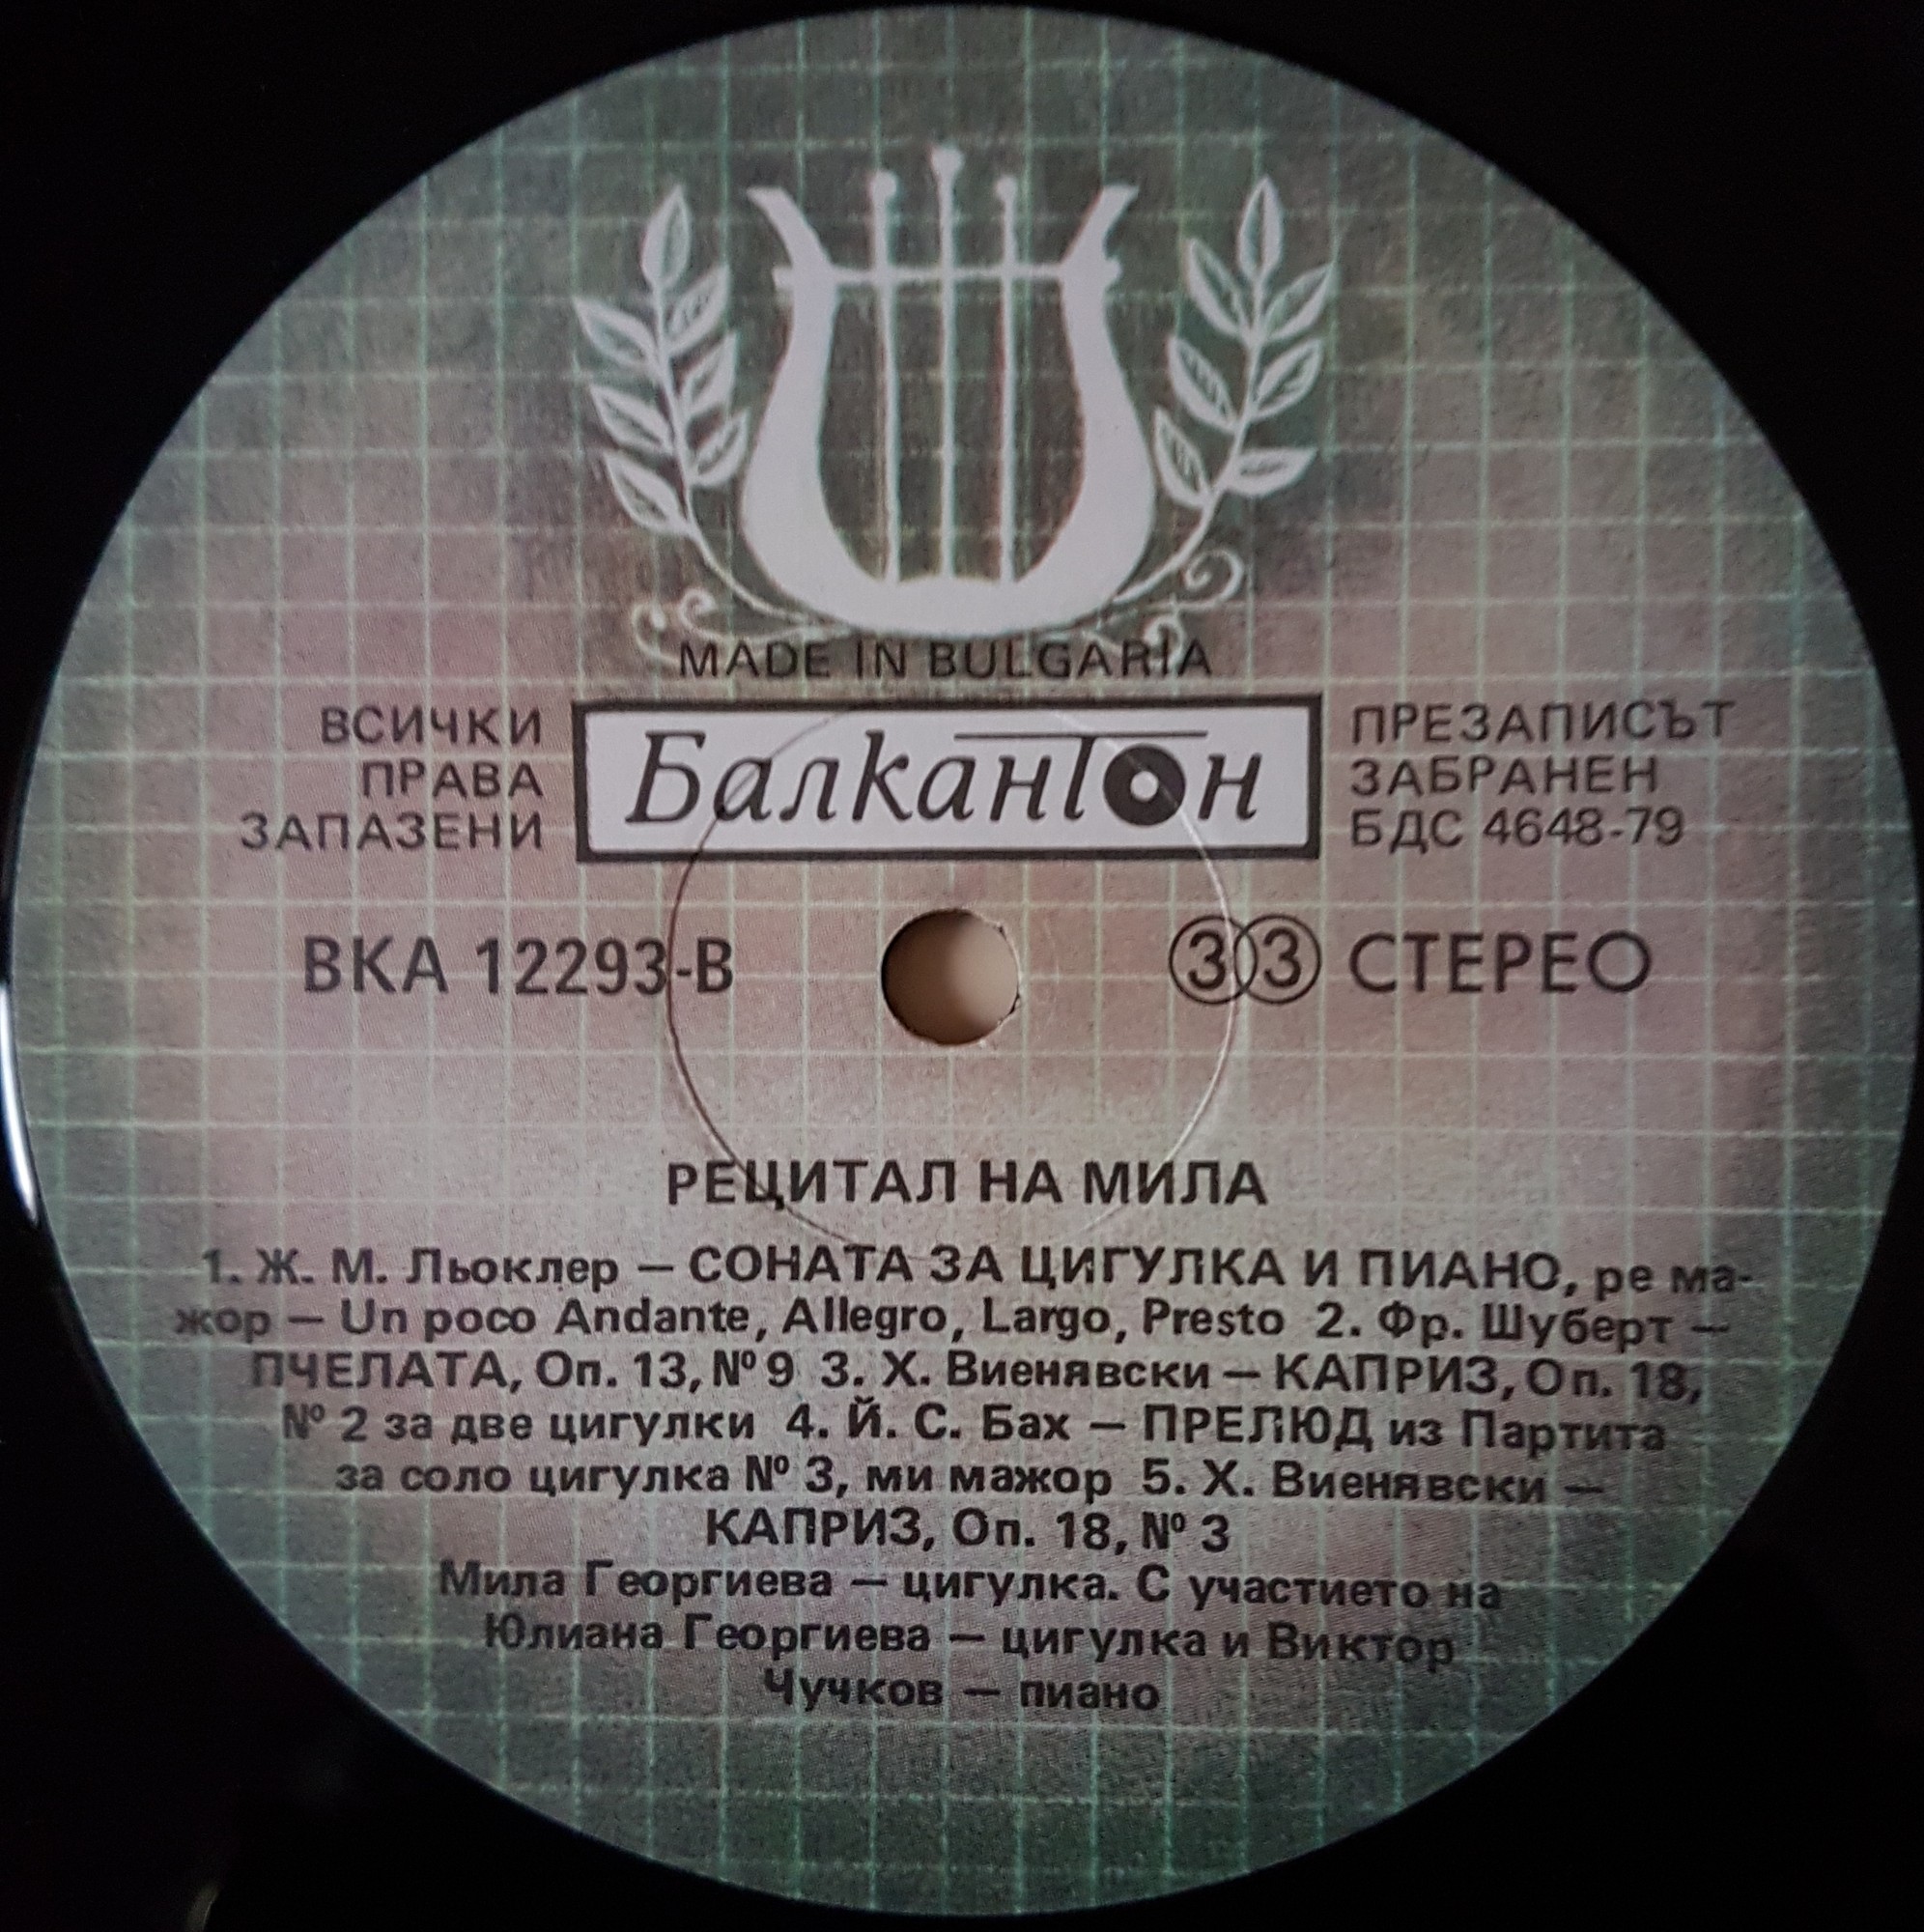 MADE IN BULGARIA
ВСИЧКИ
ПРАВА
ЗАПАЗЕНИ
Балкантон
ПРЕЗАПИСЪТ
ЗАБРАНЕН
БДС 4648-79
ВКА 12293-В
33 СТЕРЕО
РЕЦИТАЛ НА МИЛА
1. Ж. М. Льоклер — СОНАТА ЗА ЦИГУЛКА И ПИАНО, ре ма-
жор — Un poco Andante, Allegro, Largo, Presto 2. Фр. Шуберт —
ПЧЕЛАТА, Оп. 13, Nº 9 3. Х. Виенявски — КАПРИЗ, Оп. 18,
Nº 2 за две цигулки 4. Й. С. Бах — ПРЕЛЮД из Партита
за соло цигулка Nº 3, ми мажор 5. Х. Виенявски —
КАПРИЗ, Оп. 18, Nº 3
Мила Георгиева — цигулка. С участието на
Юлиана Георгиева — цигулка и Виктор
Чучков — пиано